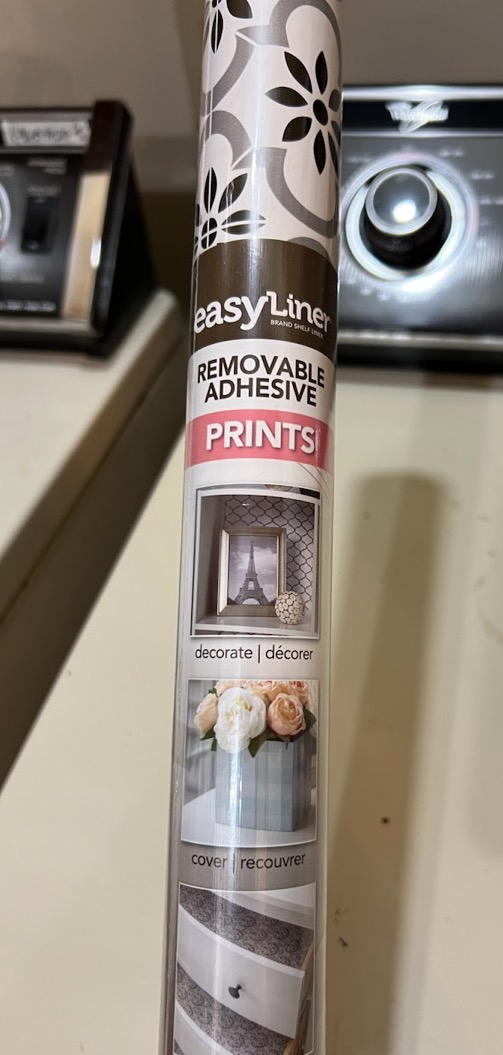 easyLiner
BRAND SHELF LINER
REMOVABLE
ADHESIVE
PRINTS
decorate | décorer
cover | recouvrer